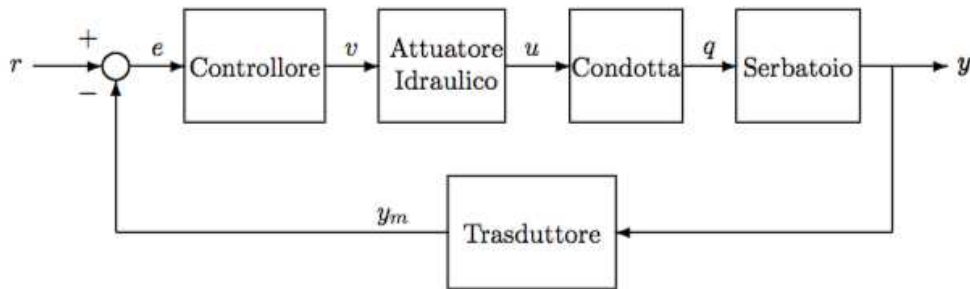 r
+
−
e
Controllore
v
Attuatore
Idraulico
u
Condotta
q
Serbatoio
y
y_m
Trasduttore